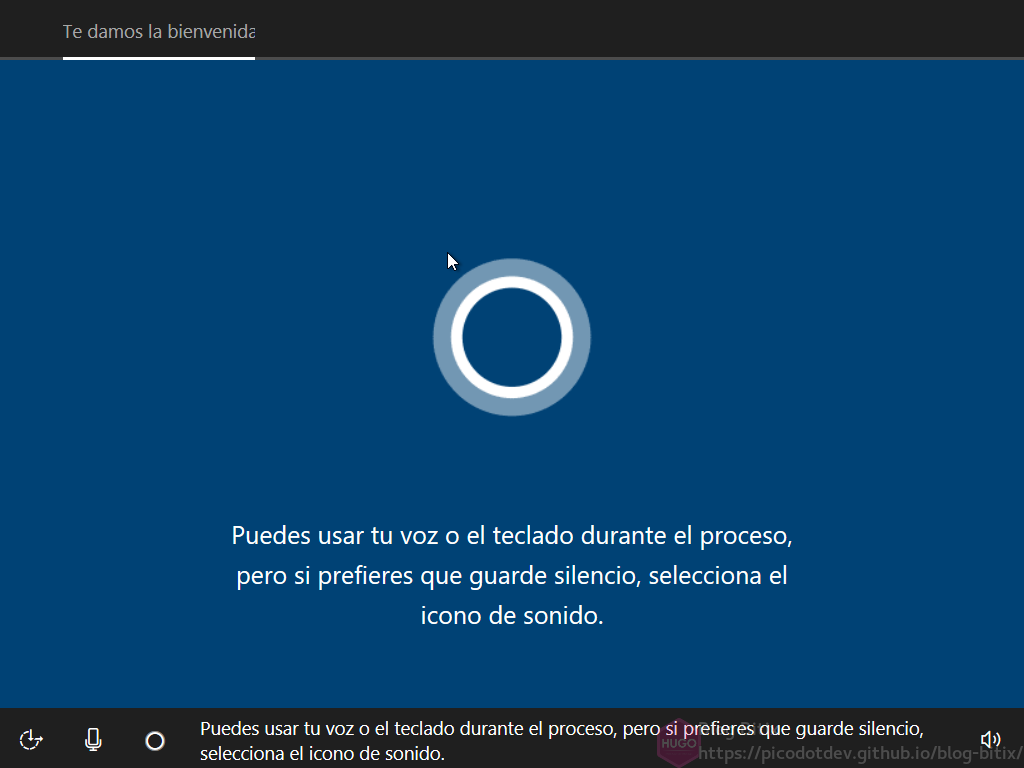 Te damos la bienvenida
Puedes usar tu voz o el teclado durante el proceso,
pero si prefieres que guarde silencio, selecciona el
icono de sonido.
Puedes usar tu voz o el teclado durante el proceso, pero si prefieres que guarde silencio,
selecciona el icono de sonido.
HUGO
https://picodotdev.github.io/blog-bitix/